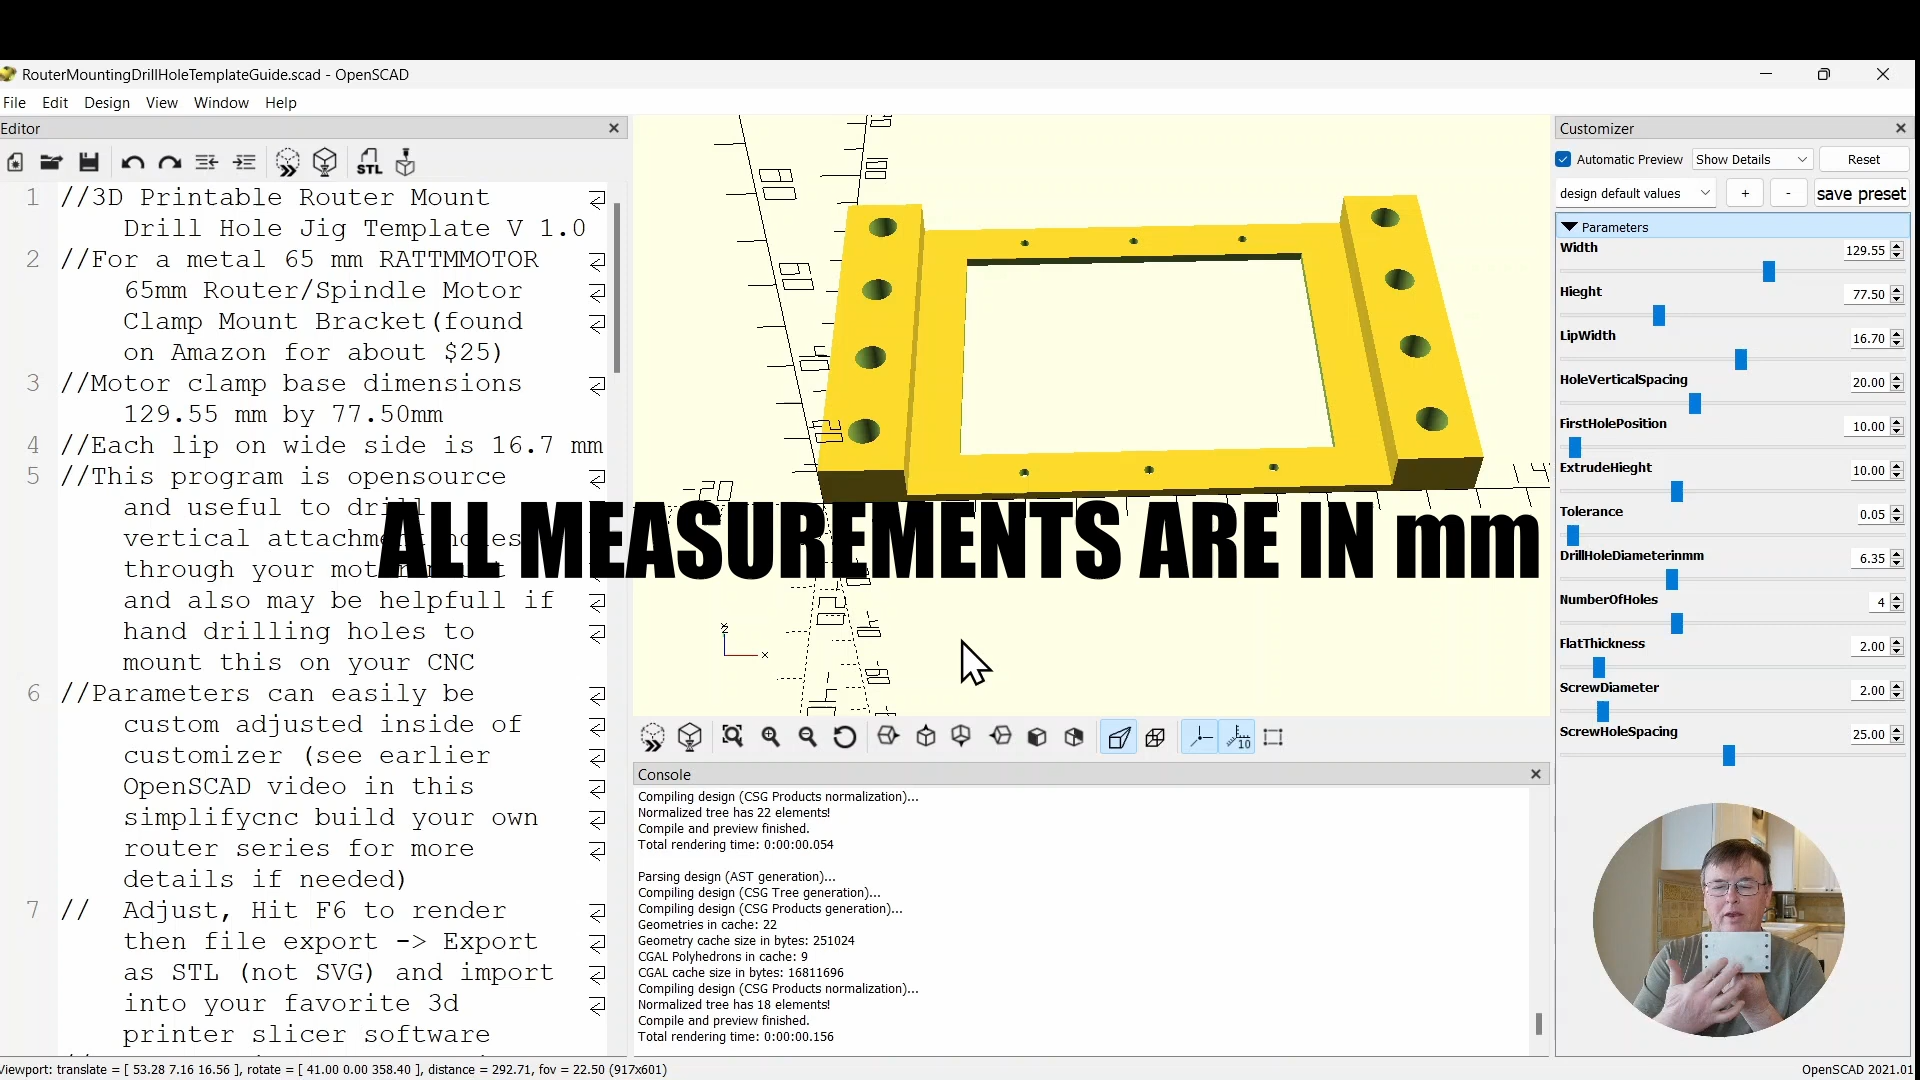 RouterMountingDrillHoleTemplateGuide.scad - OpenSCAD
File Edit Design View Window Help
Editor
STL
1 //3D Printable Router Mount
Drill Hole Jig Template V 1.0
2 //For a metal 65 mm RATTMMOTOR
65mm Router/Spindle Motor
Clamp Mount Bracket(found
on Amazon for about $25)
3 //Motor clamp base dimensions
129.55 mm by 77.50mm
4 //Each lip on wide side is 16.7 mm
5 //This program is opensource
and useful to drill
vertical attachment holes
through your motor
and also may be helpfull if
hand drilling holes to
mount this on your CNC
6 //Parameters can easily be
custom adjusted inside of
customizer (see earlier
OpenSCAD video in this
simplifycnc build your own
router series for more
details if needed)
7 // Adjust, Hit F6 to render
then file export -> Export
as STL (not SVG) and import
into your favorite 3d
printer slicer software
ALL MEASUREMENTS ARE IN mm
z
x
10
Console
Compiling design (CSG Products normalization)...
Normalized tree has 22 elements!
Compile and preview finished.
Total rendering time: 0:00:00.054
Parsing design (AST generation)...
Compiling design (CSG Tree generation)...
Compiling design (CSG Products generation)...
Geometries in cache: 22
Geometry cache size in bytes: 251024
CGAL Polyhedrons in cache: 9
CGAL cache size in bytes: 16811696
Compiling design (CSG Products normalization)...
Normalized tree has 18 elements!
Compile and preview finished.
Total rendering time: 0:00:00.156
Customizer
Automatic Preview Show Details Reset
design default values + - save preset
Parameters
Width 129.55
Hieght 77.50
LipWidth 16.70
HoleVerticalSpacing 20.00
FirstHolePosition 10.00
ExtrudeHieght 10.00
Tolerance 0.05
DrillHoleDiameterinmm 6.35
NumberOfHoles 4
FlatThickness 2.00
ScrewDiameter 2.00
ScrewHoleSpacing 25.00
Viewport: translate = [ 53.28 7.16 16.56 ], rotate = [ 41.00 0.00 358.40 ], distance = 292.71, fov = 22.50 (917x601)
OpenSCAD 2021.01